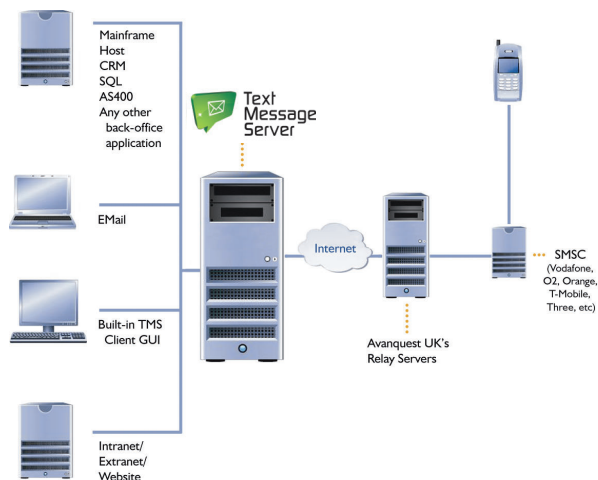 Mainframe
Host
CRM
SQL
AS400
Any other
back-office
application
Text
Message
Server
EMail
Internet
SMSC
(Vodafone,
O2, Orange,
T-Mobile,
Three, etc)
Built-in TMS
Client GUI
Avanquest UK's
Relay Servers
Intranet/
Extranet/
Website